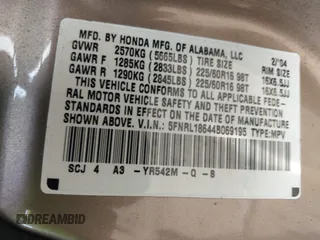 MFD. BY HONDA MFG. OF ALABAMA, LLC 2/04
GVWR 2570KG (5665LBS) TIRE SIZE RIM SIZE
GAWR F 1285KG (2833LBS) 225/60R16 98T 16X6.5JJ
GAWR R 1290KG (2845LBS) 225/60R16 98T 16X6.5JJ
THIS VEHICLE CONFORMS TO ALL APPLICABLE FEDE-
RAL MOTOR VEHICLE SAFETY AND THEFT PREVENTION
STANDARDS IN EFFECT ON THE DATE OF MANUFACTURE
SHOWN ABOVE. 5FNRL18644B069195 TYPE:MPV
SCJ 4 A3 -YR542M -Q -B
DREAMBID